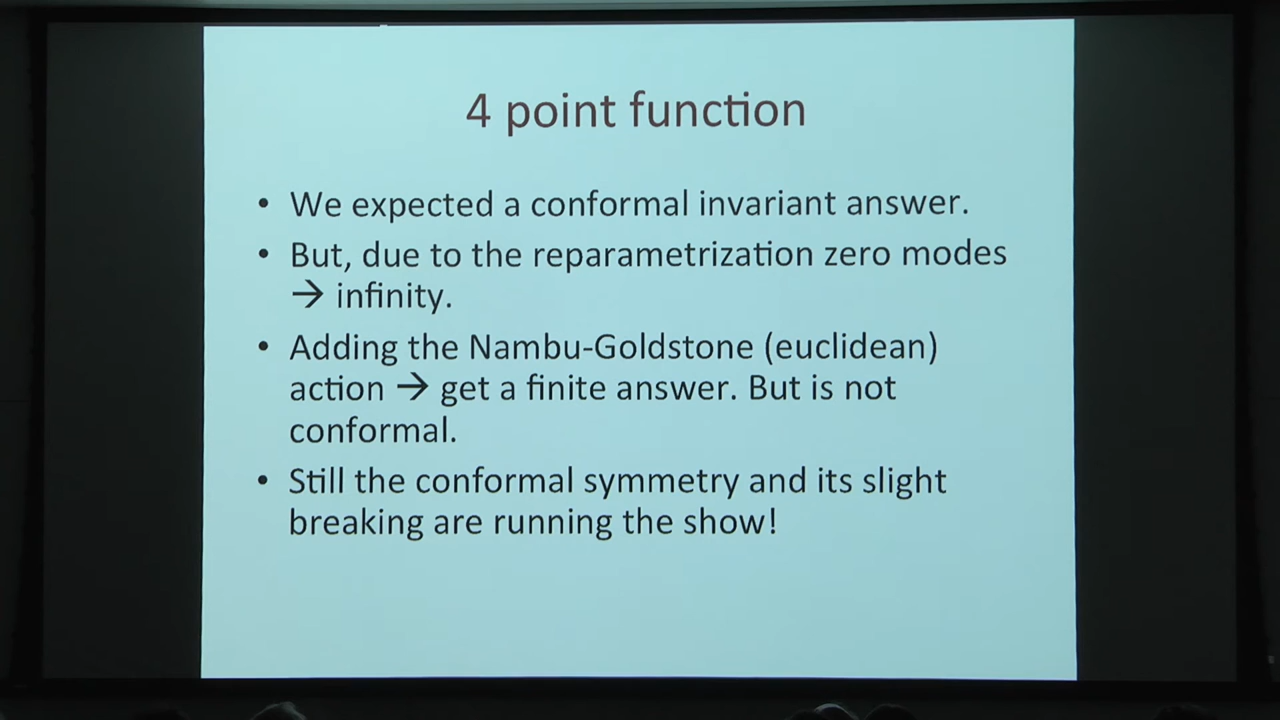 4 point function
• We expected a conformal invariant answer.
• But, due to the reparametrization zero modes
→ infinity.
• Adding the Nambu-Goldstone (euclidean)
action → get a finite answer. But is not
conformal.
• Still the conformal symmetry and its slight
breaking are running the show!